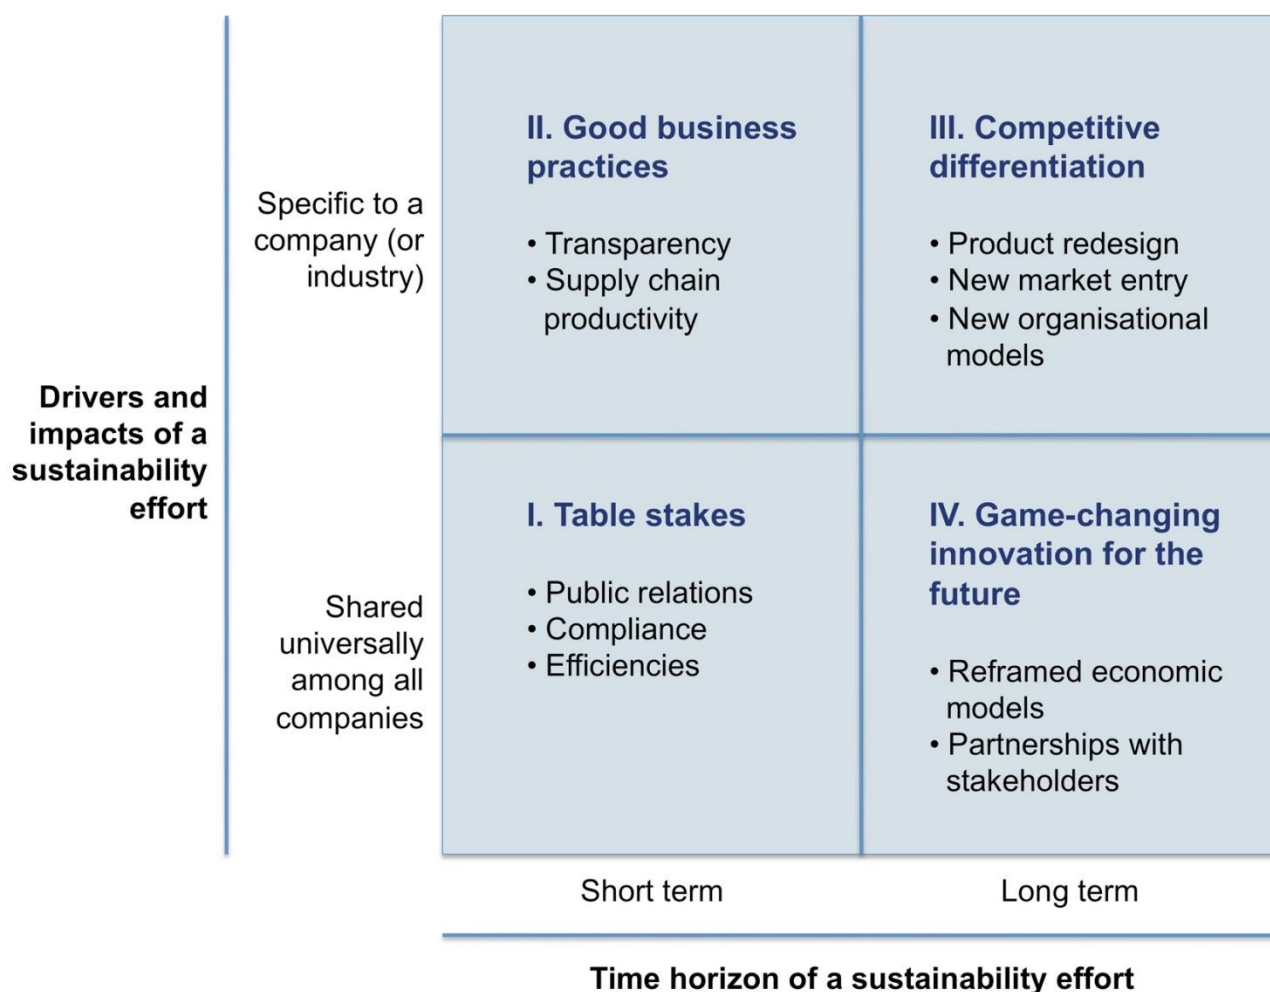 II. Good business
practices
• Transparency
• Supply chain
productivity
III. Competitive
differentiation
• Product redesign
• New market entry
• New organisational
models
Specific to a
company (or
industry)
Drivers and
impacts of a
sustainability
effort
I. Table stakes
• Public relations
• Compliance
• Efficiencies
IV. Game-changing
innovation for the
future
• Reframed economic
models
• Partnerships with
stakeholders
Shared
universally
among all
companies
Short term
Long term
Time horizon of a sustainability effort